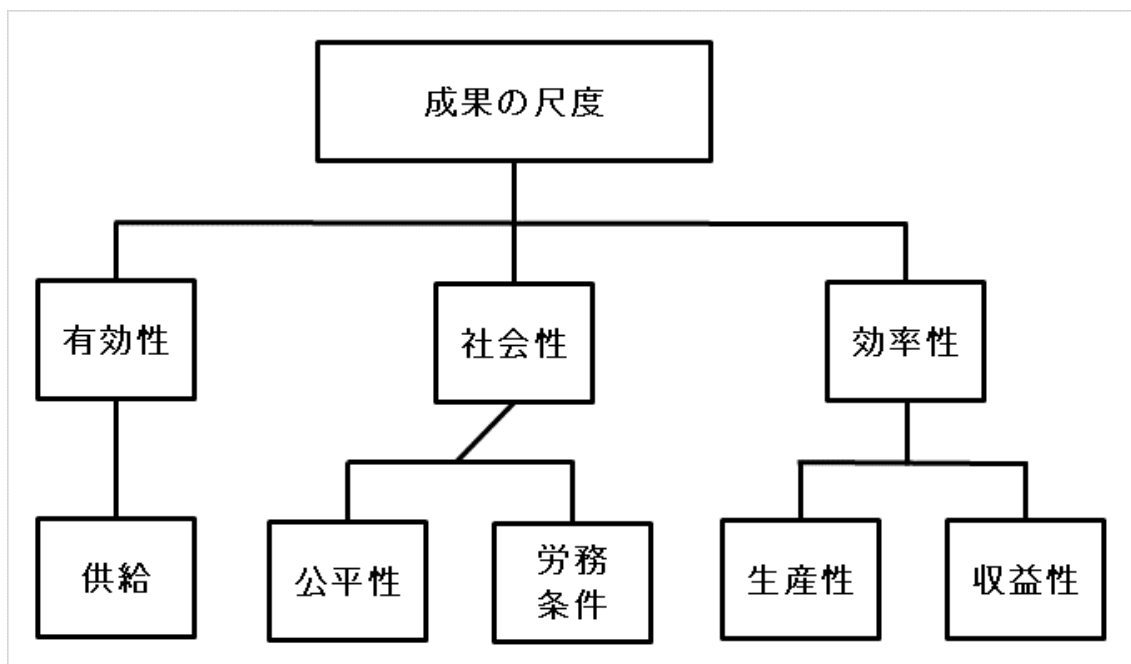 成果の尺度
有効性
社会性
効率性
供給
公平性
労務
条件
生産性
収益性